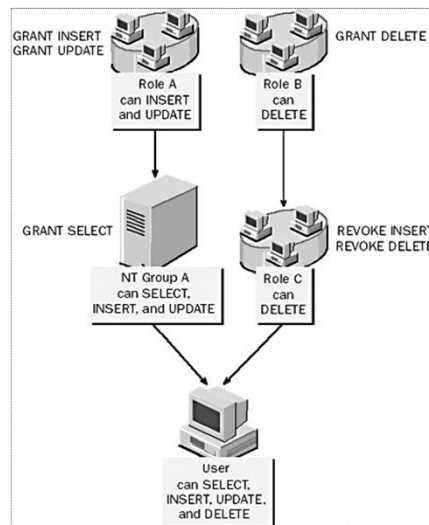 GRANT INSERT
GRANT UPDATE
GRANT DELETE
Role A
can INSERT
and UPDATE
Role B
can
DELETE
GRANT SELECT
REVOKE INSERT
REVOKE DELETE
NT Group A
can SELECT,
INSERT, and UPDATE
Role C
can
DELETE
User
can SELECT,
INSERT, UPDATE,
and DELETE